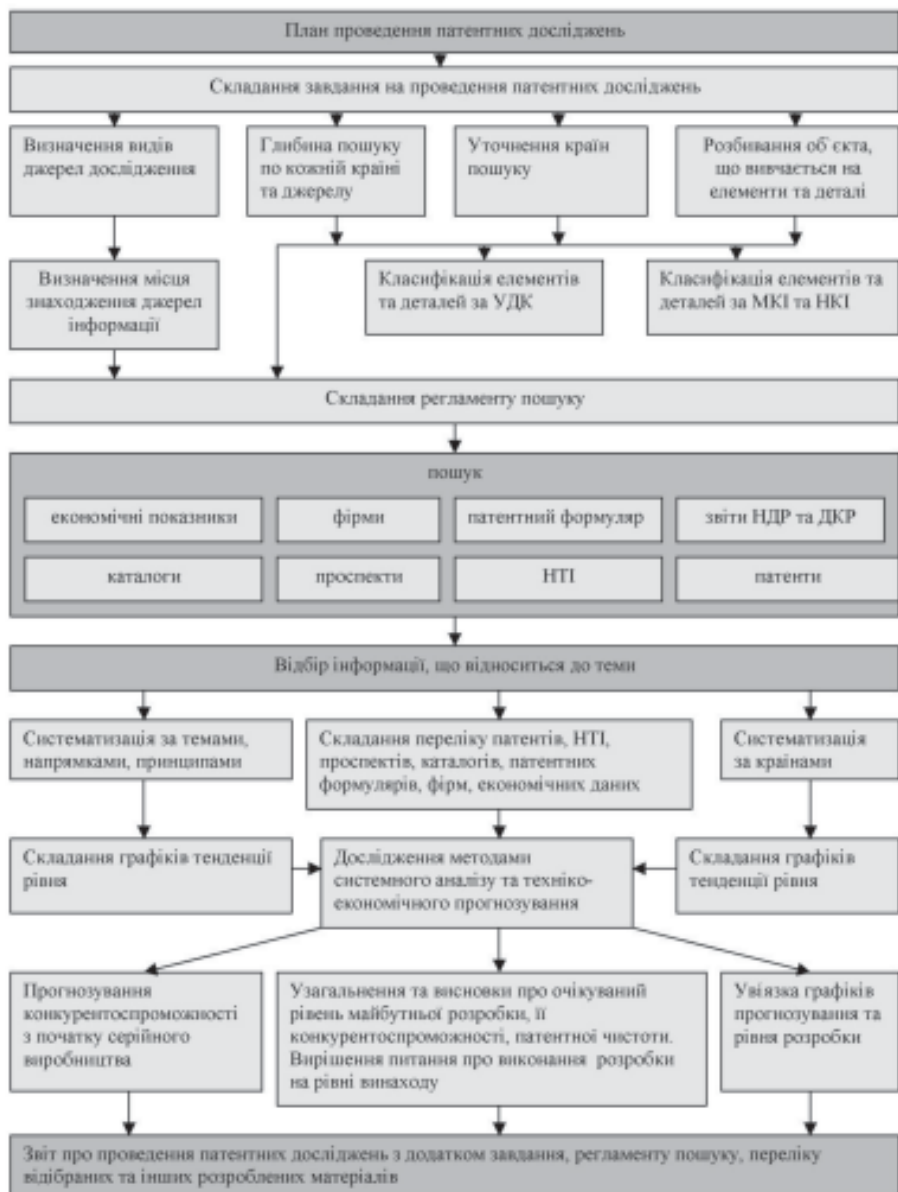 План проведення патентних досліджень
Складання завдання на проведення патентних досліджень
Визначення видів
джерел дослідження
Глибина пошуку
по кожній країні
та джерелу
Уточнення країн
пошуку
Розбивання об`єкта,
що вивчається на
елементи та деталі
Визначення місця
знаходження джерел
інформації
Класифікація елементів
та деталей за УДК
Класифікація елементів та
деталей за МКІ та НКІ
Складання регламенту пошуку
пошук
економічні показники
фірми
патентний формуляр
звіти НДР та ДКР
каталоги
проспекти
НТІ
патенти
Відбір інформації, що відноситься до теми
Систематизація за темами,
напрямками, принципами
Складання переліку патентів, НТІ,
проспектів, каталогів, патентних
формулярів, фірм, економічних даних
Систематизація
за країнами
Складання графіків тенденції
рівня
Дослідження методами
системного аналізу та техніко-
економічного прогнозування
Складання графіків
тенденції рівня
Прогнозування
конкурентоспроможності
з початку серійного
виробництва
Узагальнення та висновки про очікуваний
рівень майбутньої розробки, її
конкурентоспроможності, патентної чистоти.
Вирішення питання про виконання розробки
на рівні винаходу
Увіязка графіків
прогнозування та
рівня розробки
Звіт про проведення патентних досліджень з додатком завдання, регламенту пошуку, переліку
відібраних та інших розроблених матеріалів